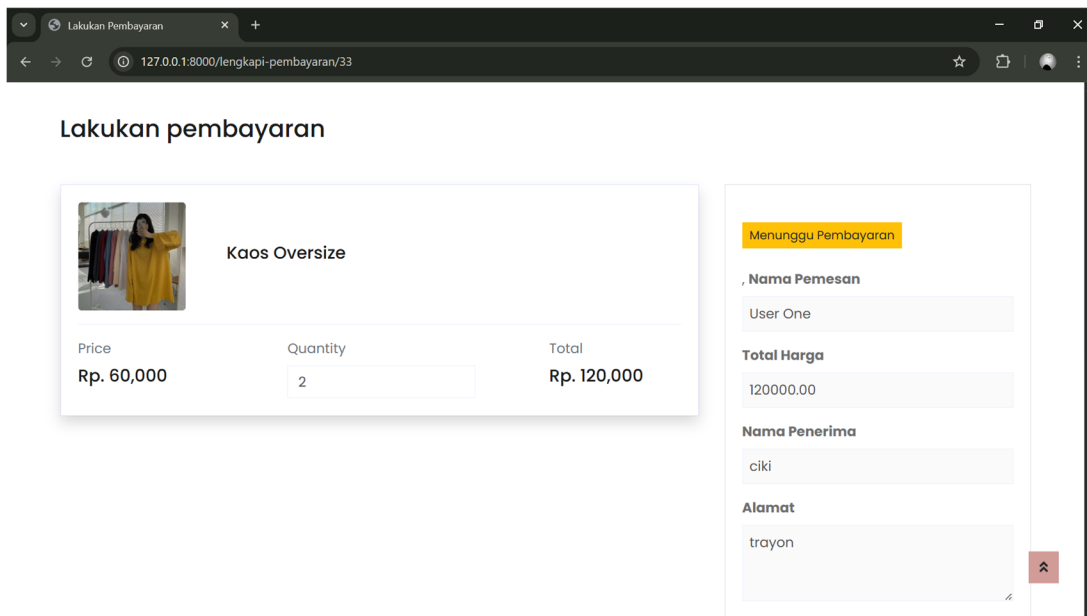 Lakukan Pembayaran
127.0.0.1:8000/lengkapi-pembayaran/33
Lakukan pembayaran
Kaos Oversize
Price Quantity Total
Rp. 60,000 2 Rp. 120,000
Menunggu Pembayaran
, Nama Pemesan
User One
Total Harga
120000.00
Nama Penerima
ciki
Alamat
trayon